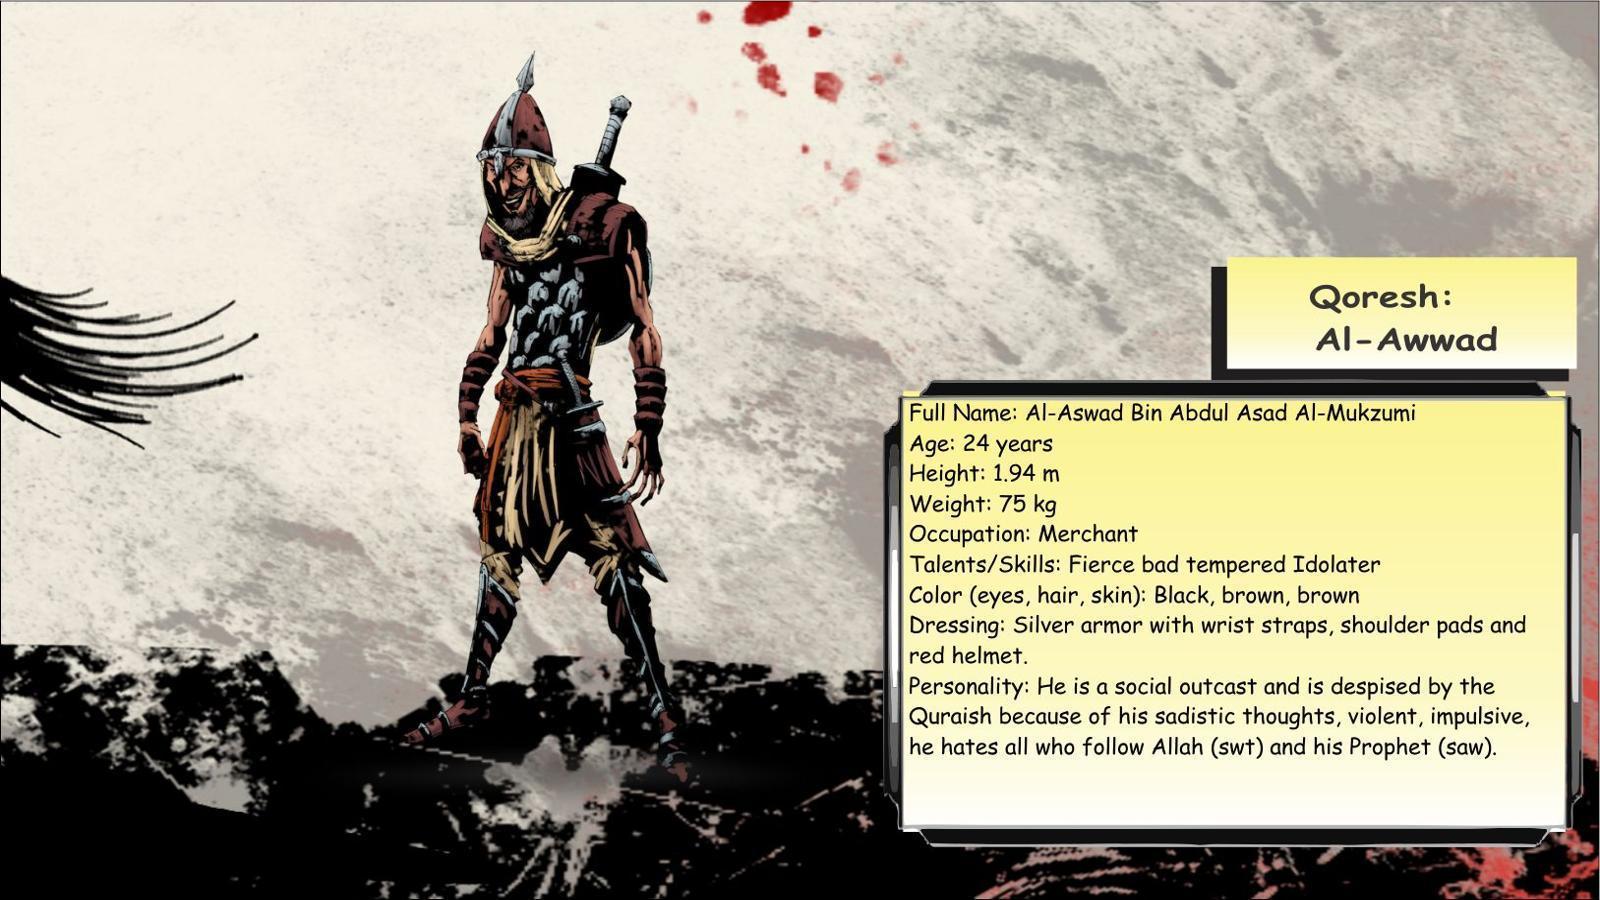 Qoresh:
Al-Awwad
Full Name: Al-Aswad Bin Abdul Asad Al-Mukzumi
Age: 24 years
Height: 1.94 m
Weight: 75 kg
Occupation: Merchant
Talents/Skills: Fierce bad tempered Idolater
Color (eyes, hair, skin): Black, brown, brown
Dressing: Silver armor with wrist straps, shoulder pads and
red helmet.
Personality: He is a social outcast and is despised by the
Quraish because of his sadistic thoughts, violent, impulsive,
he hates all who follow Allah (swt) and his Prophet (saw).